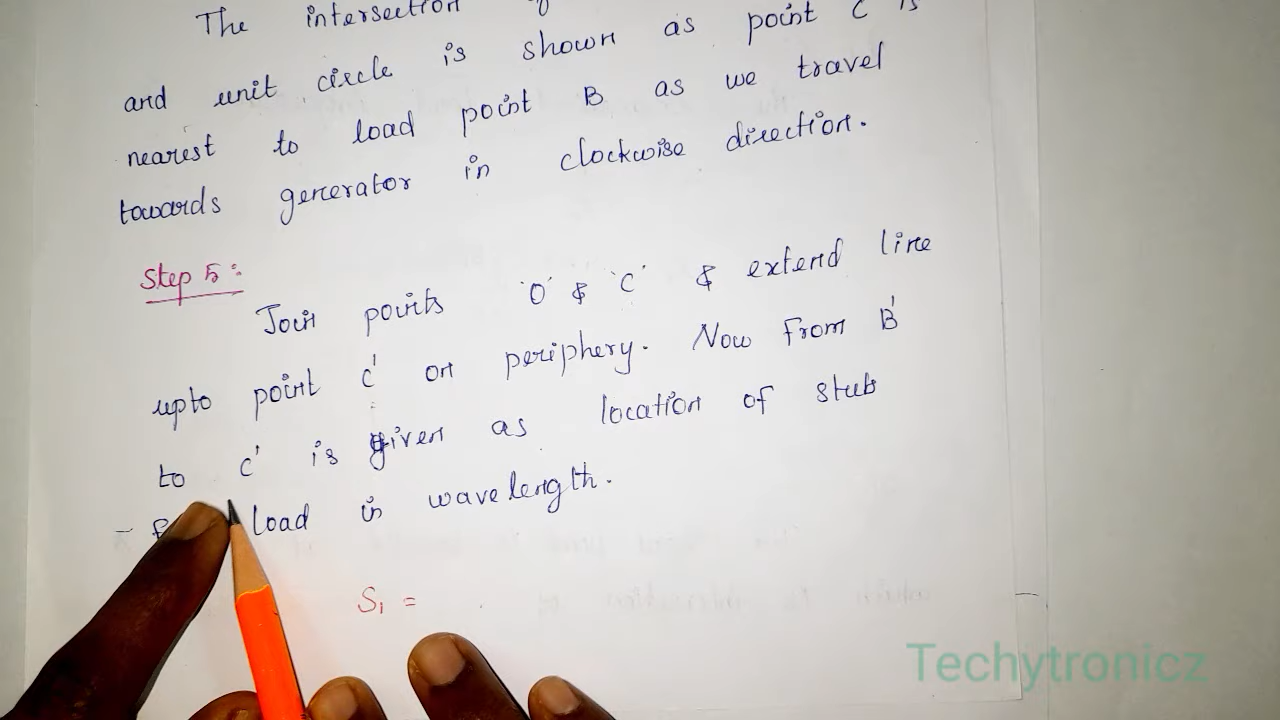 The intersection
and unit circle is shown as point C is
nearest to load point B as we travel
towards generator in clockwise direction.
Step 5:
Join points 'O' & 'C' & extend line
upto point C' on periphery. Now from B'
to C' is given as location of stub
load in wavelength.
S₁ =
Techytronicz